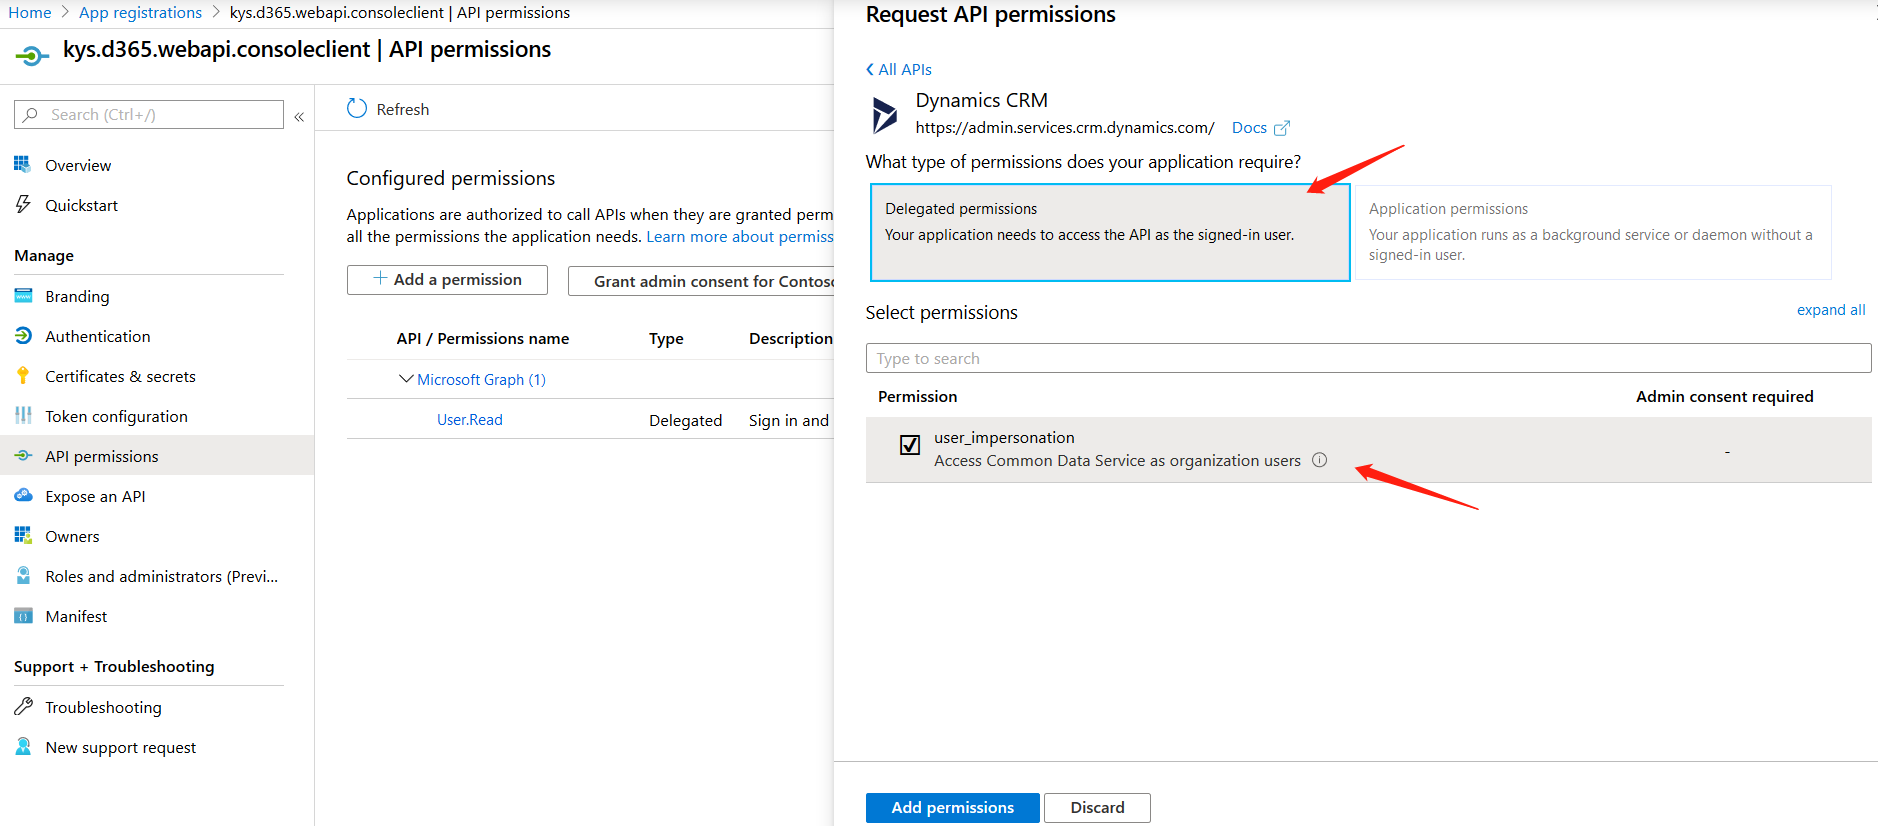 Home > App registrations > kys.d365.webapi.consoleclient | API permissions
kys.d365.webapi.consoleclient | API permissions
Search (Ctrl+/)
«
Overview
Quickstart
Manage
Branding
Authentication
Certificates & secrets
Token configuration
API permissions
Expose an API
Owners
Roles and administrators (Previ...
Manifest
Support + Troubleshooting
Troubleshooting
New support request
Refresh
Configured permissions
Applications are authorized to call APIs when they are granted perm
all the permissions the application needs. Learn more about permiss
+ Add a permission
Grant admin consent for Contoso
API / Permissions name Type Description
Microsoft Graph (1)
User.Read Delegated Sign in and
Request API permissions
All APIs
Dynamics CRM
https://admin.services.crm.dynamics.com/ Docs
What type of permissions does your application require?
Delegated permissions
Your application needs to access the API as the signed-in user.
Application permissions
Your application runs as a background service or daemon without a
signed-in user.
Select permissions
expand all
Type to search
Permission Admin consent required
user_impersonation
Access Common Data Service as organization users
-
Add permissions
Discard